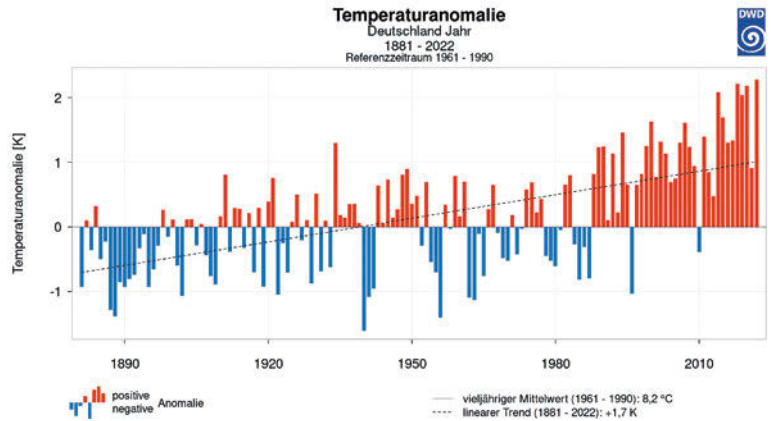 Temperaturanomalie
Deutschland Jahr
1881 - 2022
Referenzzeitraum 1961 - 1990
DWD
Temperaturanomalie [K]
2
1
0
-1
1890 1920 1950 1980 2010
positive
negative Anomalie
vieljähriger Mittelwert (1961 - 1990): 8,2 °C
linearer Trend (1881 - 2022): +1,7 K